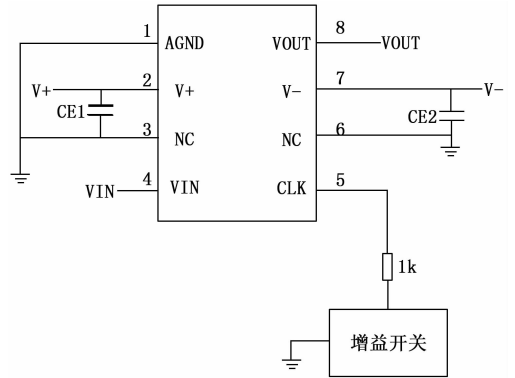 1 AGND VOUT 8 VOUT
V+ 2 V+ V- 7 V-
CE1 CE2
3 NC NC 6
VIN 4 VIN CLK 5
1k
增益开关